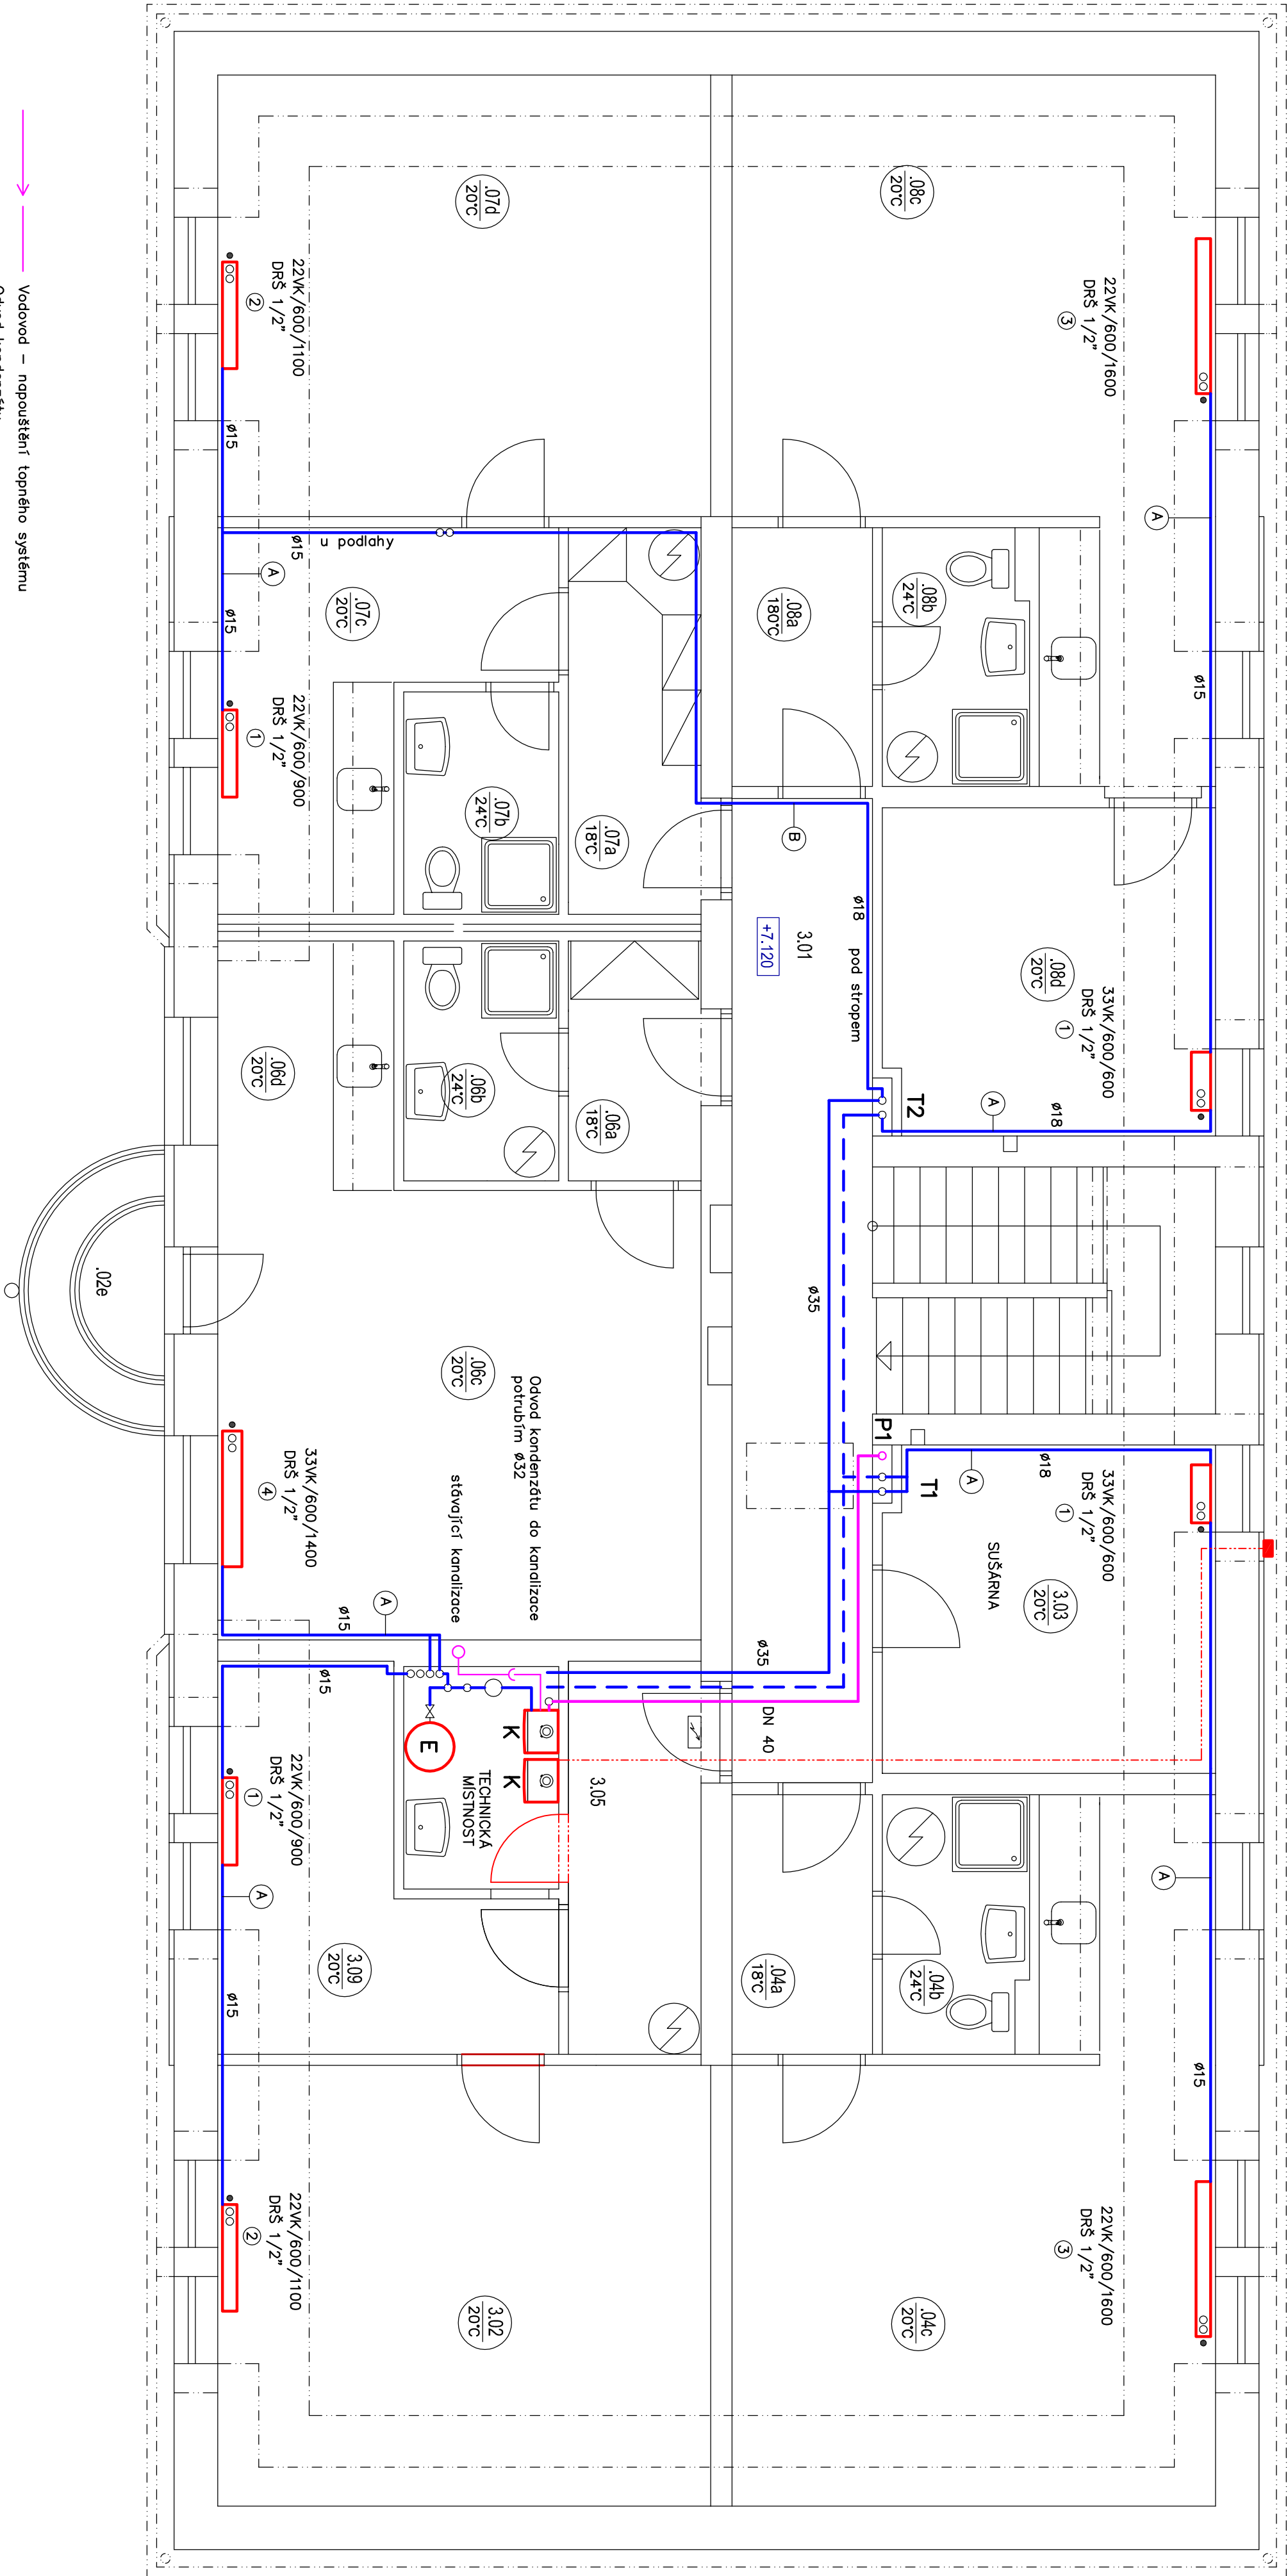 ø15
ø15
A
A
22VK/600/1600
DRŠ 1/2"
3
33VK/600/600
DRŠ 1/2"
1
33VK/600/600
DRŠ 1/2"
1
22VK/600/1600
DRŠ 1/2"
3
ø18
ø18
A
A
.08d
20°C
3.03
20°C
SUŠÁRNA
.08c
20°C
.08b
24°C
T2
T1
P1
.04b
24°C
.04c
20°C
ø18
pod stropem
.08a
180°C
B
3.01
+7.120
ø35
ø35
DN 40
.04a
18°C
.07a
18°C
.06a
18°C
3.05
Odvod kondenzátu do kanalizace
potrubím ø32
K
K
.07d
20°C
.07b
24°C
.06b
24°C
.06c
20°C
stávající kanalizace
TECHNICKÁ
MÍSTNOST
3.02
20°C
E
u podlahy
.07c
20°C
A
3.09
20°C
22VK/600/1100
DRŠ 1/2"
2
ø15
A
22VK/600/900
DRŠ 1/2"
1
.06d
20°C
33VK/600/1400
DRŠ 1/2"
4
ø15
ø15
22VK/600/900
DRŠ 1/2"
1
A
22VK/600/1100
DRŠ 1/2"
2
ø15
ø15
ø15
.02e
Vodovod – napouštění topného systému